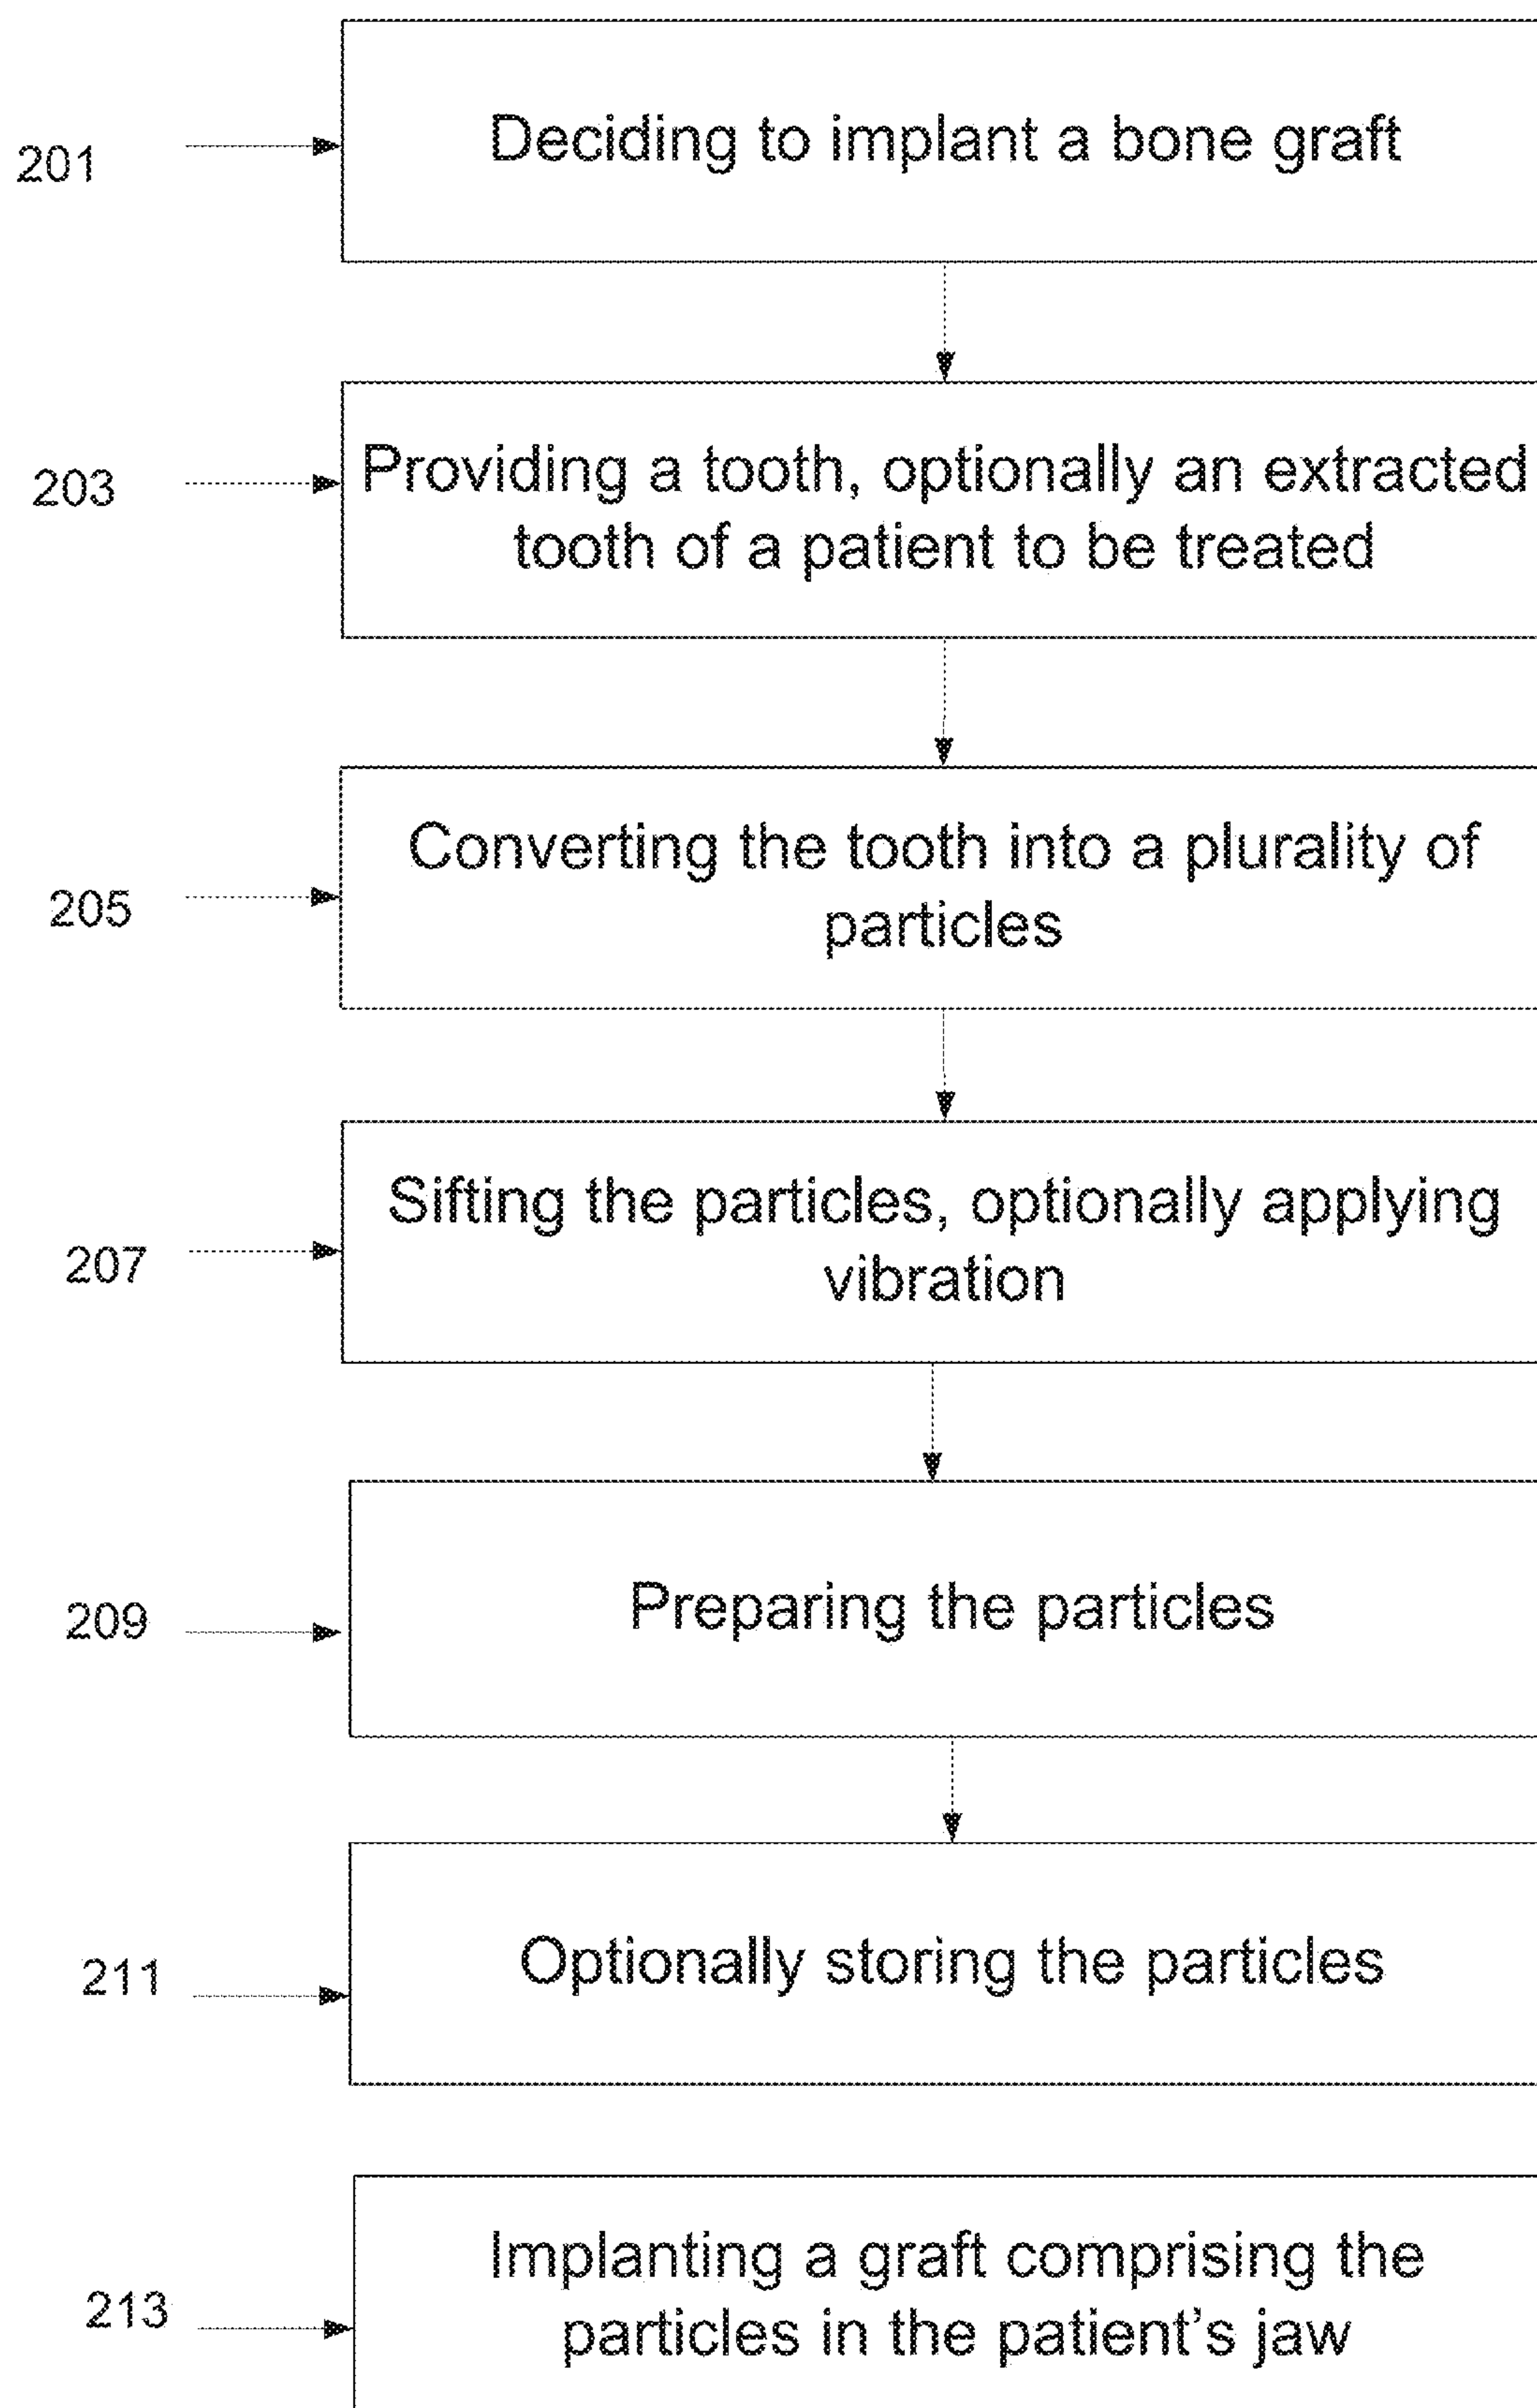 201
Deciding to implant a bone graft
203
Providing a tooth, optionally an extracted
tooth of a patient to be treated
205
Converting the tooth into a plurality of
particles
207
Sifting the particles, optionally applying
vibration
209
Preparing the particles
211
Optionally storing the particles
213
Implanting a graft comprising the
particles in the patient's jaw